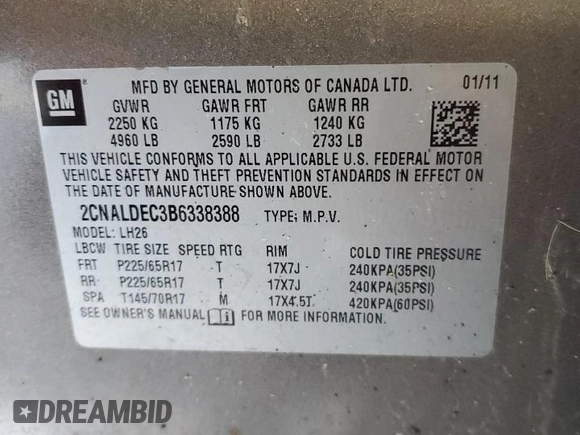 GM
MFD BY GENERAL MOTORS OF CANADA LTD. 01/11
GVWR GAWR FRT GAWR RR
2250 KG 1175 KG 1240 KG
4960 LB 2590 LB 2733 LB
THIS VEHICLE CONFORMS TO ALL APPLICABLE U.S. FEDERAL MOTOR
VEHICLE SAFETY AND THEFT PREVENTION STANDARDS IN EFFECT ON
THE DATE OF MANUFACTURE SHOWN ABOVE.
2CNALDEC3B6338388 TYPE: M.P.V.
MODEL: LH26
LBCW TIRE SIZE SPEED RTG RIM COLD TIRE PRESSURE
FRT P225/65R17 T 17X7J 240KPA(35PSI)
RR P225/65R17 T 17X7J 240KPA(35PSI)
SPA T145/70R17 M 17X4.5T 420KPA(60PSI)
SEE OWNER'S MANUAL FOR MORE INFORMATION.
DREAMBID